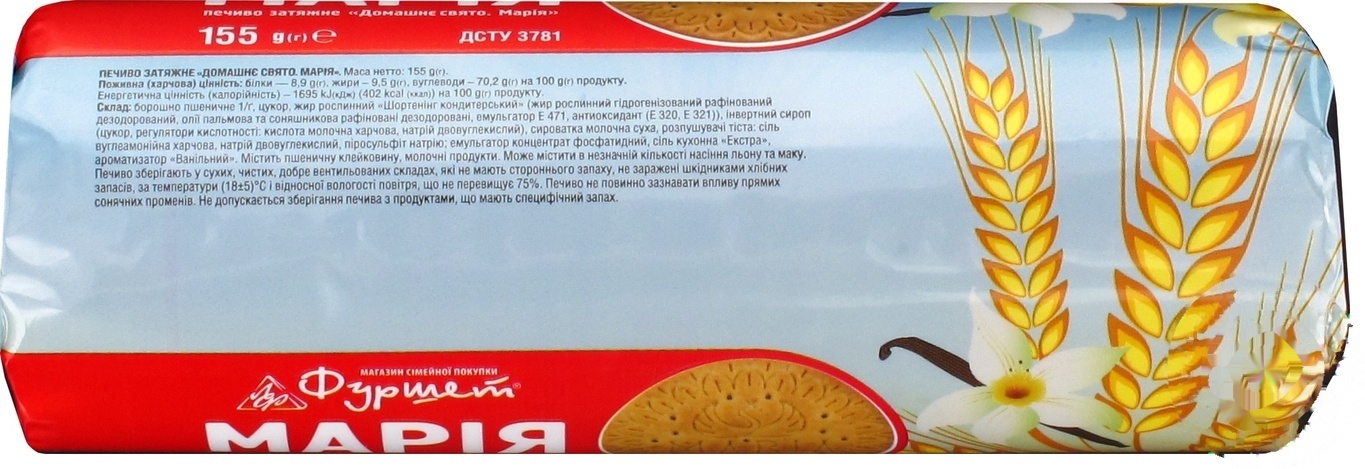 МАРІЯ
печиво затяжне «Домашнє свято. Марія»
155 g(г) ℮ ДСТУ 3781
ПЕЧИВО ЗАТЯЖНЕ «ДОМАШНЄ СВЯТО. МАРІЯ». Маса нетто: 155 g(г).
Поживна (харчова) цінність: білки — 8,9 g(г), жири – 9,5 g(г), вуглеводи – 70,2 g(г) на 100 g(г) продукту.
Енергетична цінність (калорійність) – 1695 kJ(кДж) (402 kcal (ккал)) на 100 g(г) продукту.
Склад: борошно пшеничне 1/г, цукор, жир рослинний «Шортенінг кондитерський» (жир рослинний гідрогенізований рафінований
дезодорований, олії пальмова та соняшникова рафіновані дезодоровані, емульгатор Е 471, антиоксидант (Е 320, Е 321)), інвертний сироп
(цукор, регулятори кислотності: кислота молочна харчова, натрій двовуглекислий), сироватка молочна суха, розпушувачі тіста: сіль
вуглеамонійна харчова, натрій двовуглекислий, піросульфіт натрію; емульгатор концентрат фосфатидний, сіль кухонна «Екстра»,
ароматизатор «Ванільний». Містить пшеничну клейковину, молочні продукти. Може містити в незначній кількості насіння льону та маку.
Печиво зберігають у сухих, чистих, добре вентильованих складах, які не мають стороннього запаху, не заражені шкідниками хлібних
запасів, за температури (18±5)°С і відносної вологості повітря, що не перевищує 75%. Печиво не повинно зазнавати впливу прямих
сонячних променів. Не допускається зберігання печива з продуктами, що мають специфічний запах.
МАГАЗИН СІМЕЙНОЇ ПОКУПКИ
Фуршет®
МАРІЯ